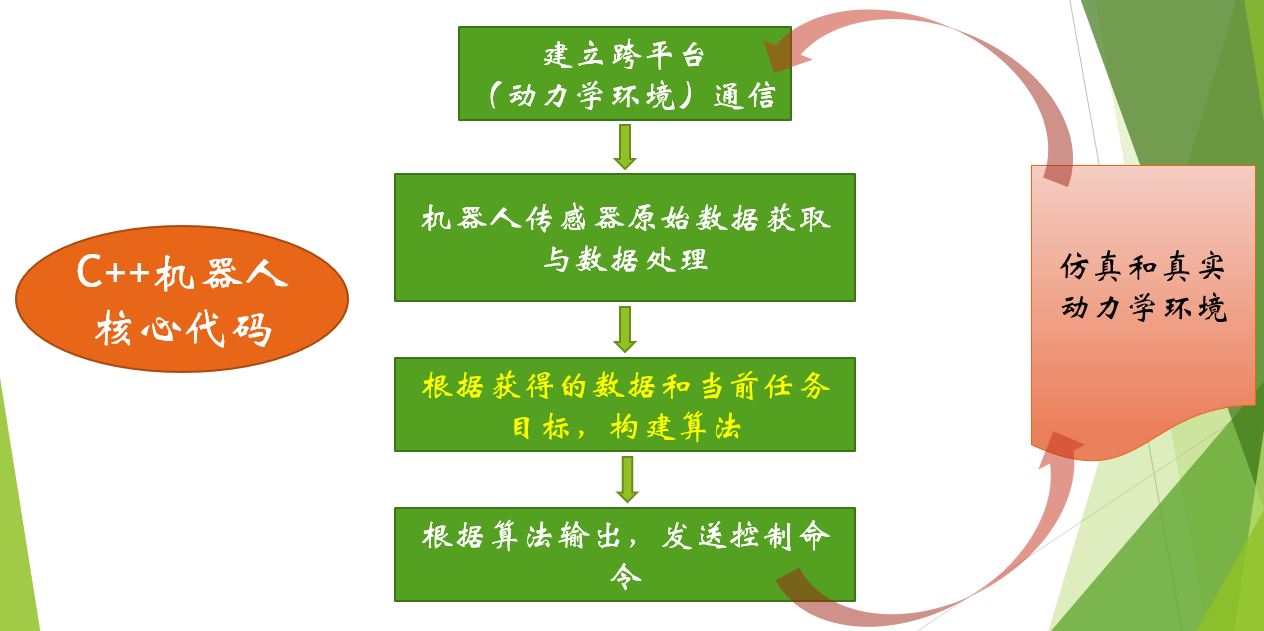 建立跨平台
（动力学环境）通信
机器人传感器原始数据获取
与数据处理
C++机器人
核心代码
仿真和真实
动力学环境
根据获得的数据和当前任务
目标，构建算法
根据算法输出，发送控制命
令